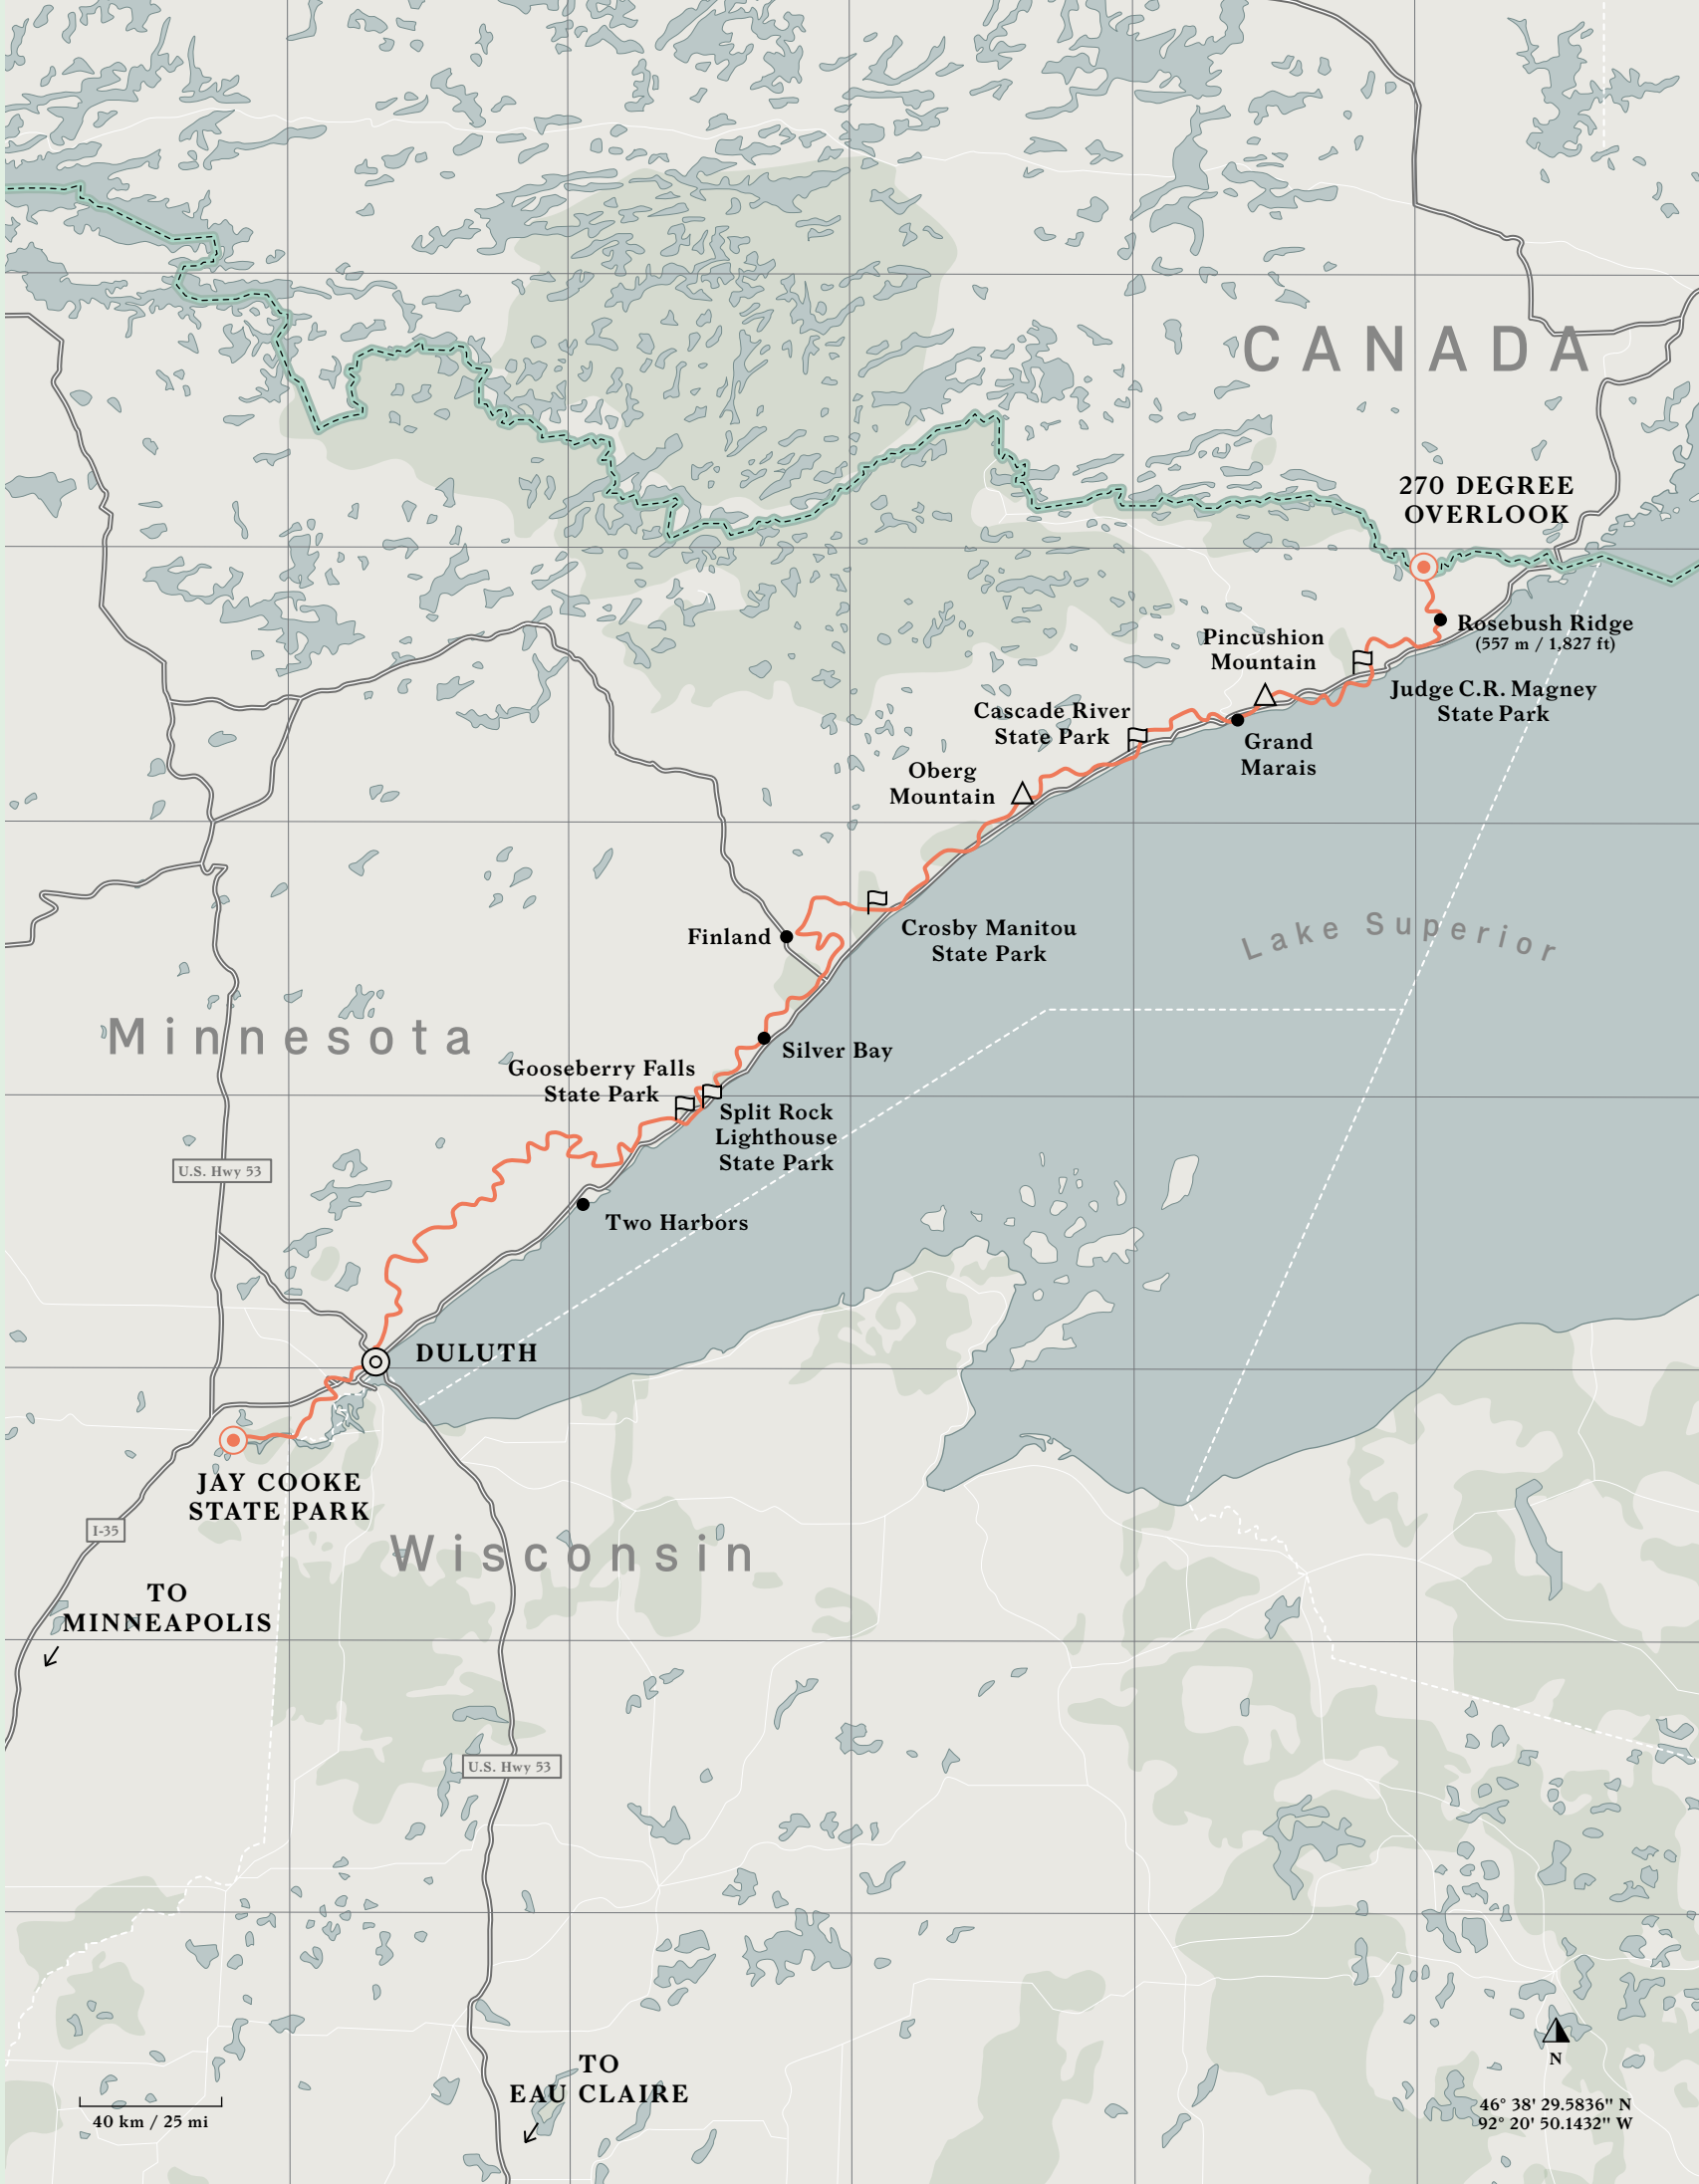 CANADA
270 DEGREE
OVERLOOK
Rosebush Ridge
(557 m / 1,827 ft)
Pincushion
Mountain
Judge C.R. Magney
State Park
Cascade River
State Park
Grand
Marais
Oberg
Mountain
Lake Superior
Crosby Manitou
State Park
Finland
Minnesota
Silver Bay
Gooseberry Falls
State Park
Split Rock
Lighthouse
State Park
U.S. Hwy 53
Two Harbors
DULUTH
JAY COOKE
STATE PARK
I-35
Wisconsin
TO
MINNEAPOLIS
U.S. Hwy 53
N
TO
EAU CLAIRE
40 km / 25 mi
46° 38' 29.5836" N
92° 20' 50.1432" W